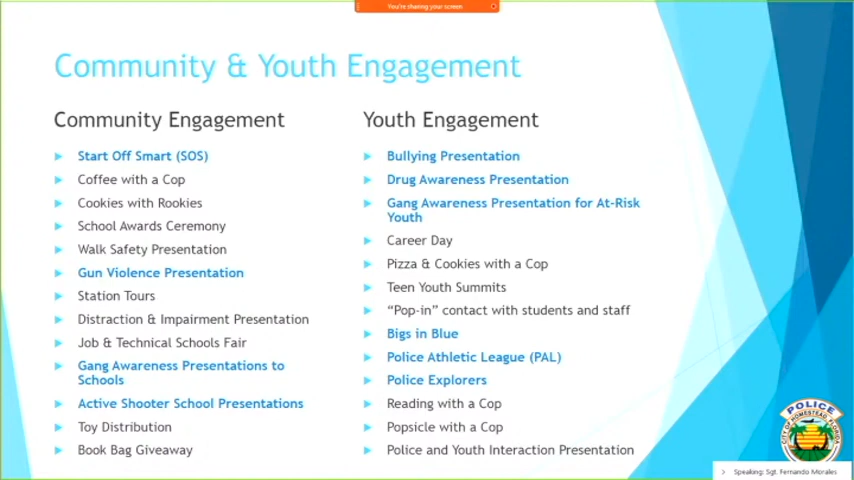 You're sharing your screen
Community & Youth Engagement
Community Engagement
Start Off Smart (SOS)
Coffee with a Cop
Cookies with Rookies
School Awards Ceremony
Walk Safety Presentation
Gun Violence Presentation
Station Tours
Distraction & Impairment Presentation
Job & Technical Schools Fair
Gang Awareness Presentations to
Schools
Active Shooter School Presentations
Toy Distribution
Book Bag Giveaway
Youth Engagement
Bullying Presentation
Drug Awareness Presentation
Gang Awareness Presentation for At-Risk
Youth
Career Day
Pizza & Cookies with a Cop
Teen Youth Summits
“Pop-in” contact with students and staff
Bigs in Blue
Police Athletic League (PAL)
Police Explorers
Reading with a Cop
Popsicle with a Cop
Police and Youth Interaction Presentation
POLICE
CITY OF HOMESTEAD, FLORIDA
Speaking: Sgt. Fernando Morales